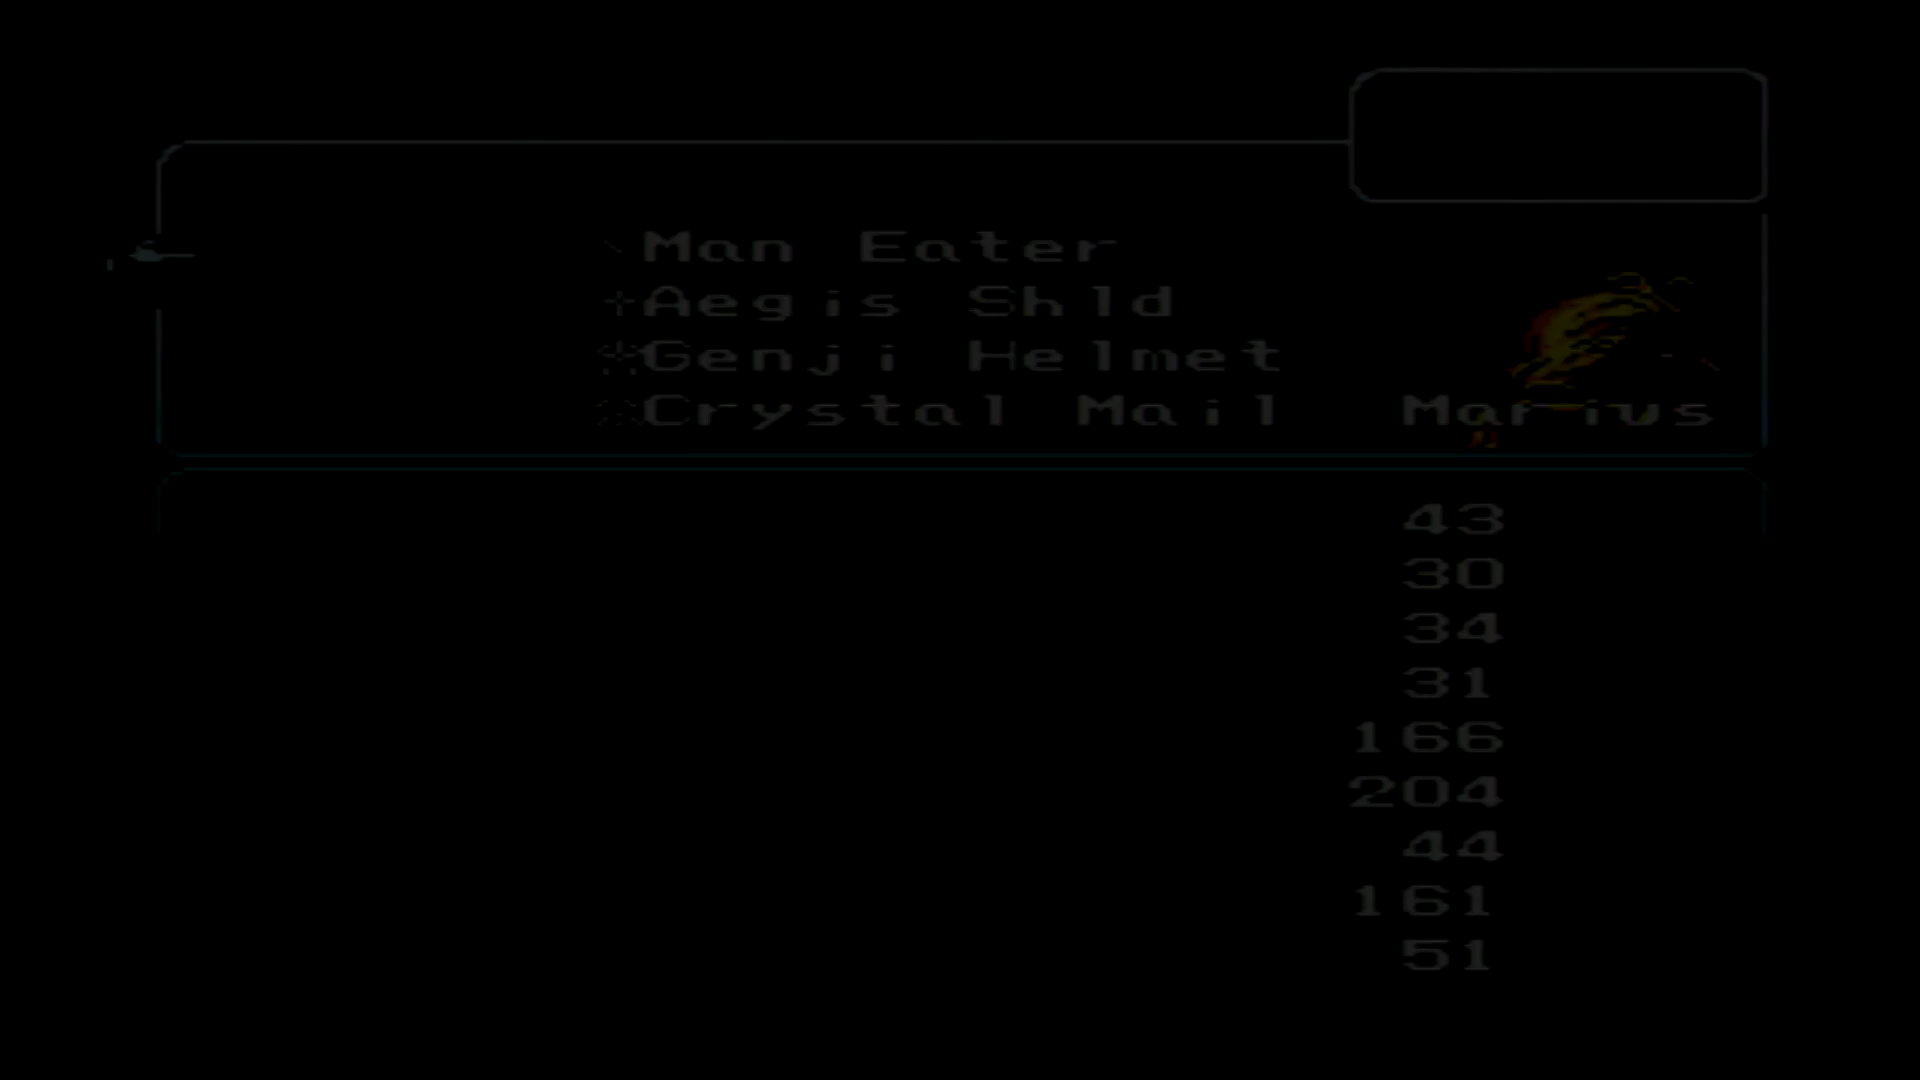 Man Eater
Aegis Shld
Genji Helmet
Crystal Mail
Marius
43
30
34
31
166
204
44
161
51